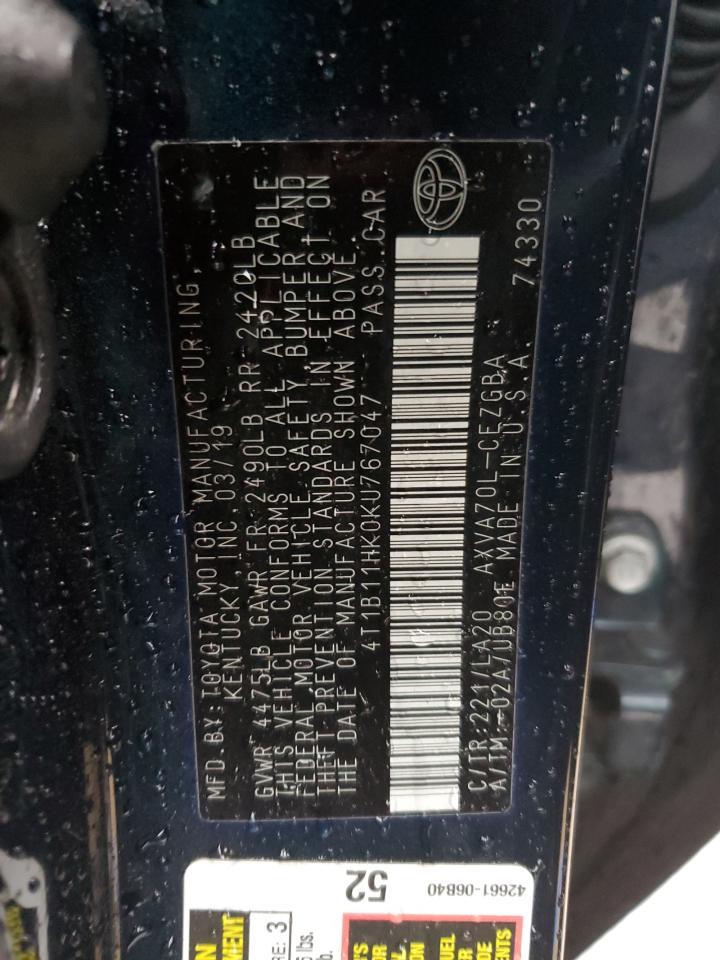 MFD. BY: TOYOTA MOTOR MANUFACTURING,
KENTUCKY, INC. 03/19
GVWR 4475LB GAWR FR 2490LB RR 2420LB
THIS VEHICLE CONFORMS TO ALL APPLICABLE
FEDERAL MOTOR VEHICLE SAFETY, BUMPER AND
THEFT PREVENTION STANDARDS IN EFFECT ON
THE DATE OF MANUFACTURE SHOWN ABOVE.
4T1B11HK0KU767047 PASS. CAR
C/TR:221/LA20 AXVA70L-CEZGBA
A/TM:-02A/UB80E MADE IN U.S.A. 74330
52
42661-06B40